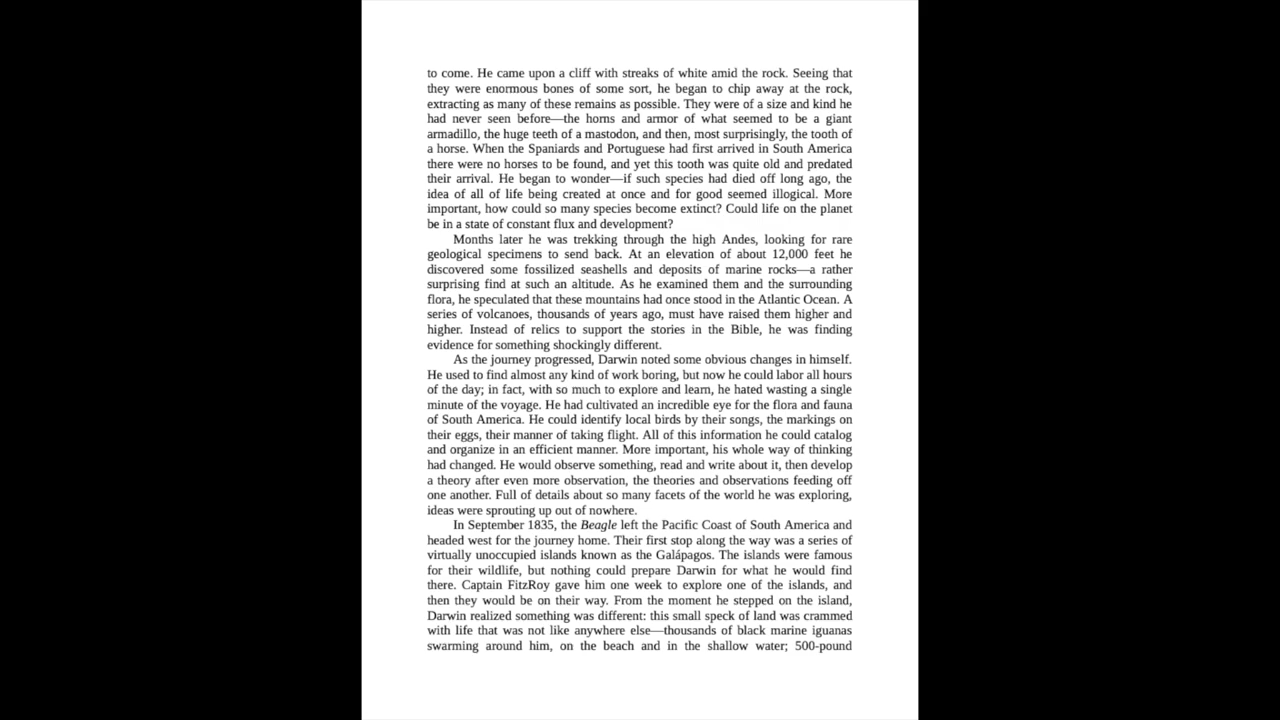 to come. He came upon a cliff with streaks of white amid the rock. Seeing that
they were enormous bones of some sort, he began to chip away at the rock,
extracting as many of these remains as possible. They were of a size and kind he
had never seen before—the horns and armor of what seemed to be a giant
armadillo, the huge teeth of a mastodon, and then, most surprisingly, the tooth of
a horse. When the Spaniards and Portuguese had first arrived in South America
there were no horses to be found, and yet this tooth was quite old and predated
their arrival. He began to wonder—if such species had died off long ago, the
idea of all of life being created at once and for good seemed illogical. More
important, how could so many species become extinct? Could life on the planet
be in a state of constant flux and development?
Months later he was trekking through the high Andes, looking for rare
geological specimens to send back. At an elevation of about 12,000 feet he
discovered some fossilized seashells and deposits of marine rocks—a rather
surprising find at such an altitude. As he examined them and the surrounding
flora, he speculated that these mountains had once stood in the Atlantic Ocean. A
series of volcanoes, thousands of years ago, must have raised them higher and
higher. Instead of relics to support the stories in the Bible, he was finding
evidence for something shockingly different.
As the journey progressed, Darwin noted some obvious changes in himself.
He used to find almost any kind of work boring, but now he could labor all hours
of the day; in fact, with so much to explore and learn, he hated wasting a single
minute of the voyage. He had cultivated an incredible eye for the flora and fauna
of South America. He could identify local birds by their songs, the markings on
their eggs, their manner of taking flight. All of this information he could catalog
and organize in an efficient manner. More important, his whole way of thinking
had changed. He would observe something, read and write about it, then develop
a theory after even more observation, the theories and observations feeding off
one another. Full of details about so many facets of the world he was exploring,
ideas were sprouting up out of nowhere.
In September 1835, the Beagle left the Pacific Coast of South America and
headed west for the journey home. Their first stop along the way was a series of
virtually unoccupied islands known as the Galápagos. The islands were famous
for their wildlife, but nothing could prepare Darwin for what he would find
there. Captain FitzRoy gave him one week to explore one of the islands, and
then they would be on their way. From the moment he stepped on the island,
Darwin realized something was different: this small speck of land was crammed
with life that was not like anywhere else—thousands of black marine iguanas
swarming around him, on the beach and in the shallow water; 500-pound